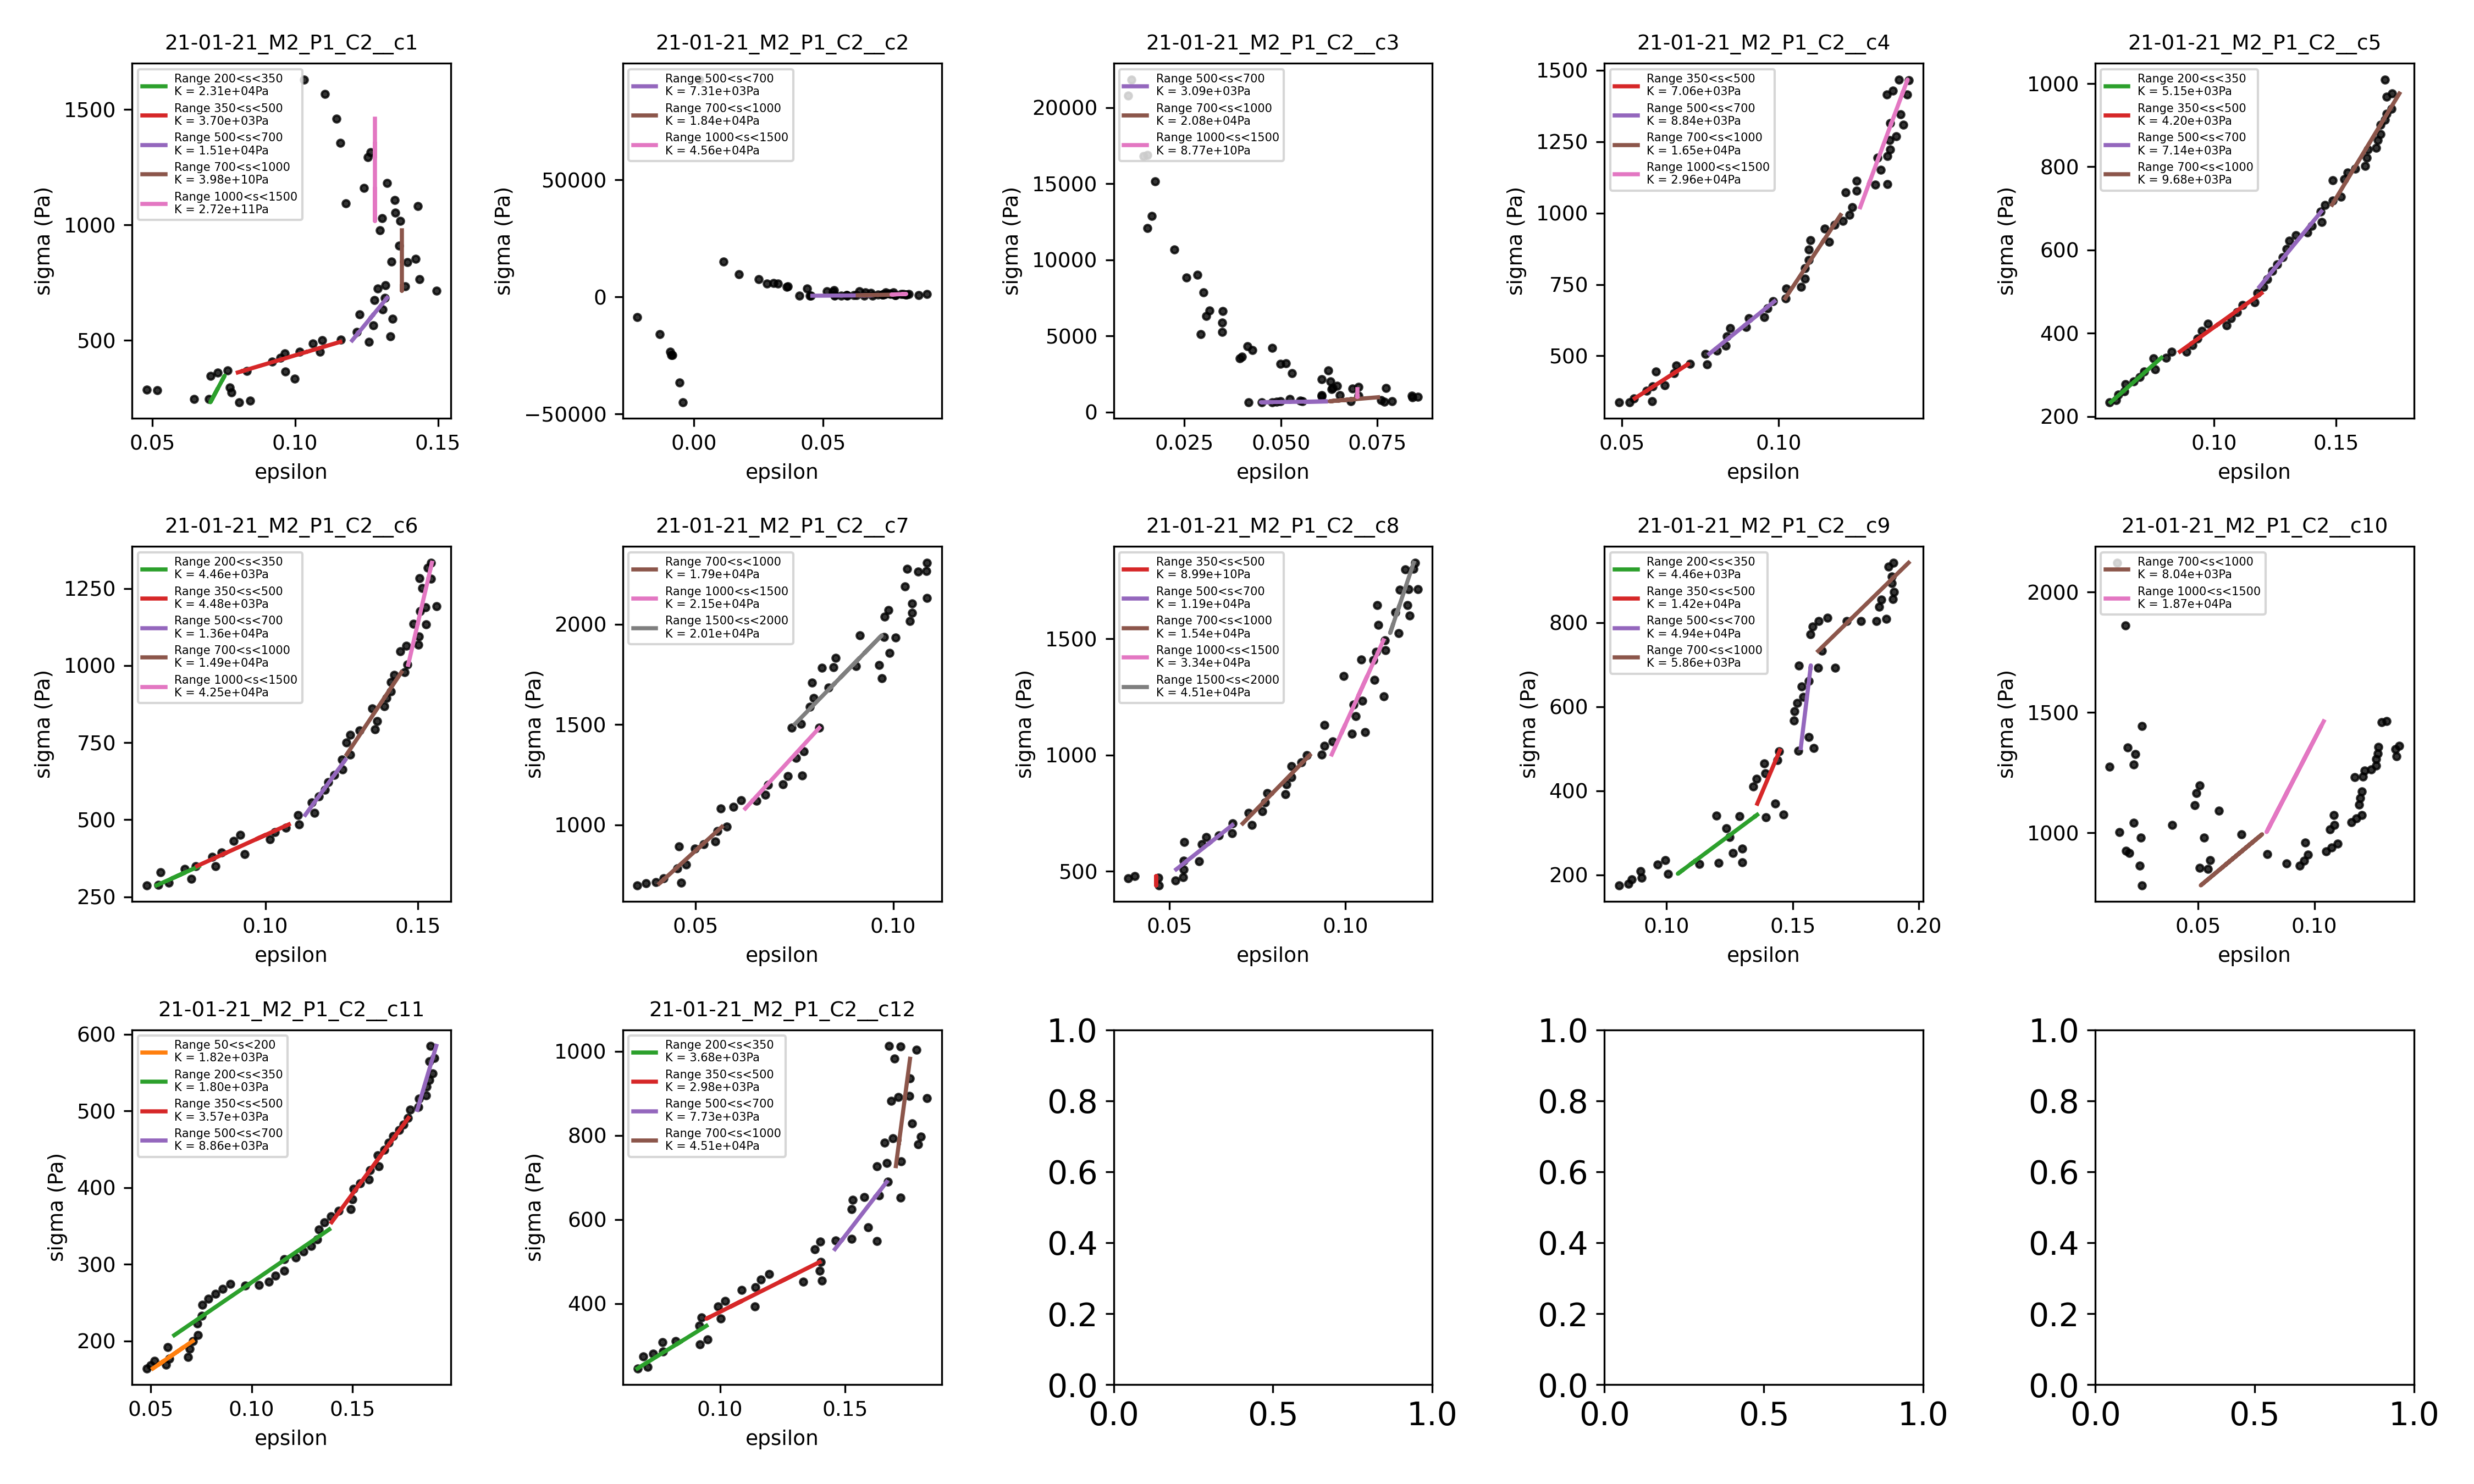 21-01-21_M2_P1_C2__c1
Range 200<s<350
K = 2.31e+04Pa
Range 350<s<500
K = 3.70e+03Pa
Range 500<s<700
K = 1.51e+04Pa
Range 700<s<1000
K = 3.98e+10Pa
Range 1000<s<1500
K = 2.72e+11Pa
1500
1000
500
sigma (Pa)
0.05 0.10 0.15
epsilon
21-01-21_M2_P1_C2__c2
Range 500<s<700
K = 7.31e+03Pa
Range 700<s<1000
K = 1.84e+04Pa
Range 1000<s<1500
K = 4.56e+04Pa
50000
0
−50000
sigma (Pa)
0.00 0.05
epsilon
21-01-21_M2_P1_C2__c3
Range 500<s<700
K = 3.09e+03Pa
Range 700<s<1000
K = 2.08e+04Pa
Range 1000<s<1500
K = 8.77e+10Pa
20000
15000
10000
5000
0
sigma (Pa)
0.025 0.050 0.075
epsilon
21-01-21_M2_P1_C2__c4
Range 350<s<500
K = 7.06e+03Pa
Range 500<s<700
K = 8.84e+03Pa
Range 700<s<1000
K = 1.65e+04Pa
Range 1000<s<1500
K = 2.96e+04Pa
1500
1250
1000
750
500
sigma (Pa)
0.05 0.10
epsilon
21-01-21_M2_P1_C2__c5
Range 200<s<350
K = 5.15e+03Pa
Range 350<s<500
K = 4.20e+03Pa
Range 500<s<700
K = 7.14e+03Pa
Range 700<s<1000
K = 9.68e+03Pa
1000
800
600
400
200
sigma (Pa)
0.10 0.15
epsilon
21-01-21_M2_P1_C2__c6
Range 200<s<350
K = 4.46e+03Pa
Range 350<s<500
K = 4.48e+03Pa
Range 500<s<700
K = 1.36e+04Pa
Range 700<s<1000
K = 1.49e+04Pa
Range 1000<s<1500
K = 4.25e+04Pa
1250
1000
750
500
250
sigma (Pa)
0.10 0.15
epsilon
21-01-21_M2_P1_C2__c7
Range 700<s<1000
K = 1.79e+04Pa
Range 1000<s<1500
K = 2.15e+04Pa
Range 1500<s<2000
K = 2.01e+04Pa
2000
1500
1000
sigma (Pa)
0.05 0.10
epsilon
21-01-21_M2_P1_C2__c8
Range 350<s<500
K = 8.99e+10Pa
Range 500<s<700
K = 1.19e+04Pa
Range 700<s<1000
K = 1.54e+04Pa
Range 1000<s<1500
K = 3.34e+04Pa
Range 1500<s<2000
K = 4.51e+04Pa
1500
1000
500
sigma (Pa)
0.05 0.10
epsilon
21-01-21_M2_P1_C2__c9
Range 200<s<350
K = 4.46e+03Pa
Range 350<s<500
K = 1.42e+04Pa
Range 500<s<700
K = 4.94e+04Pa
Range 700<s<1000
K = 5.86e+03Pa
800
600
400
200
sigma (Pa)
0.10 0.15 0.20
epsilon
21-01-21_M2_P1_C2__c10
Range 700<s<1000
K = 8.04e+03Pa
Range 1000<s<1500
K = 1.87e+04Pa
2000
1500
1000
sigma (Pa)
0.05 0.10
epsilon
21-01-21_M2_P1_C2__c11
Range 50<s<200
K = 1.82e+03Pa
Range 200<s<350
K = 1.80e+03Pa
Range 350<s<500
K = 3.57e+03Pa
Range 500<s<700
K = 8.86e+03Pa
600
500
400
300
200
sigma (Pa)
0.05 0.10 0.15
epsilon
21-01-21_M2_P1_C2__c12
Range 200<s<350
K = 3.68e+03Pa
Range 350<s<500
K = 2.98e+03Pa
Range 500<s<700
K = 7.73e+03Pa
Range 700<s<1000
K = 4.51e+04Pa
1000
800
600
400
sigma (Pa)
0.10 0.15
epsilon
1.0
0.8
0.6
0.4
0.2
0.0
0.0 0.5 1.0
1.0
0.8
0.6
0.4
0.2
0.0
0.0 0.5 1.0
1.0
0.8
0.6
0.4
0.2
0.0
0.0 0.5 1.0